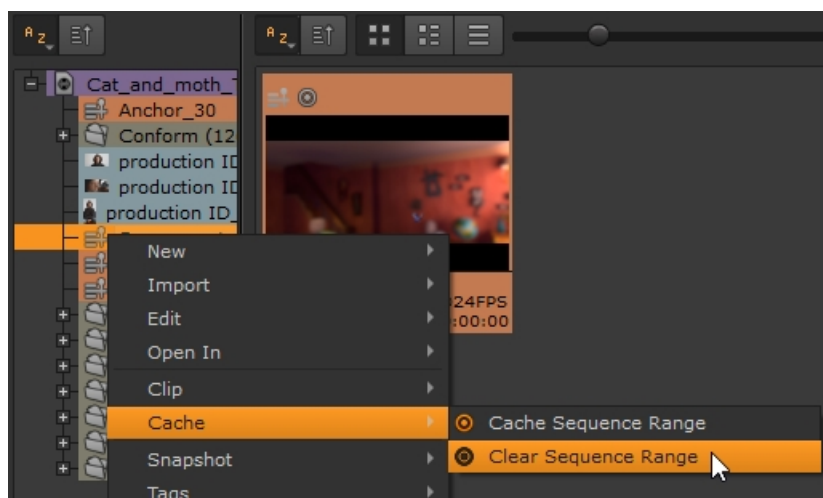 A Z
A Z
Cat_and_moth_
Anchor_30
Conform (12
production ID
production ID
production ID_
24FPS
:00:00
New
Import
Edit
Open In
Clip
Cache
Cache Sequence Range
Snapshot
Clear Sequence Range
Tags